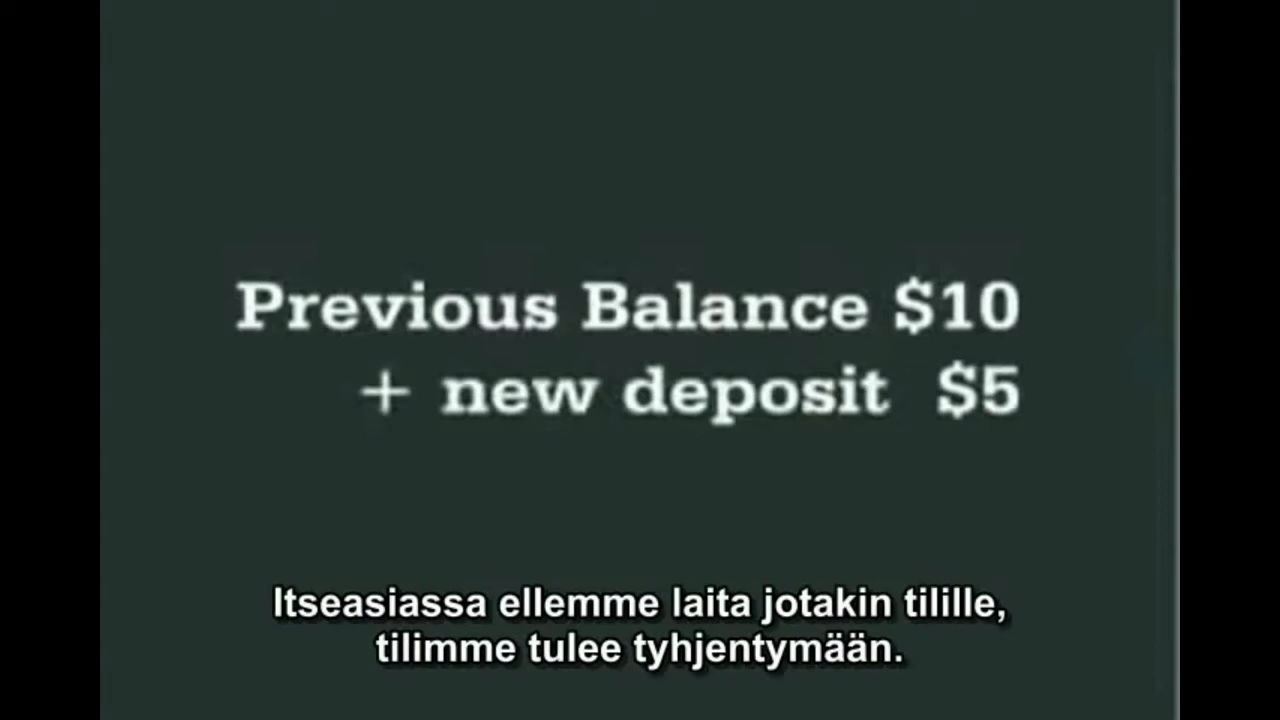 Previous Balance $10
+ new deposit $5
Itseasiassa ellemme laita jotakin tilille,
tilimme tulee tyhjentymään.